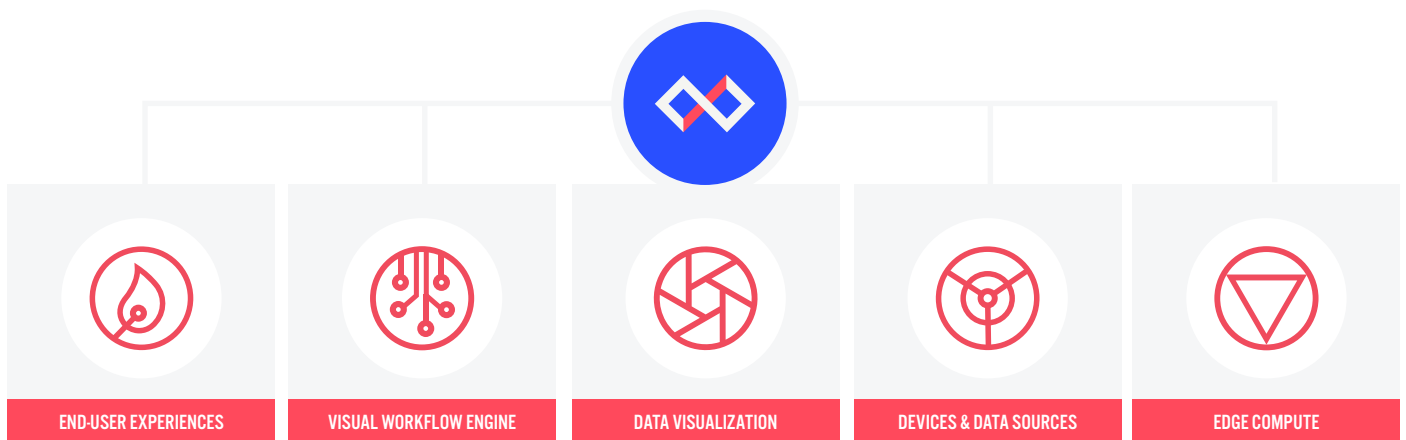 END-USER EXPERIENCES
VISUAL WORKFLOW ENGINE
DATA VISUALIZATION
DEVICES & DATA SOURCES
EDGE COMPUTE